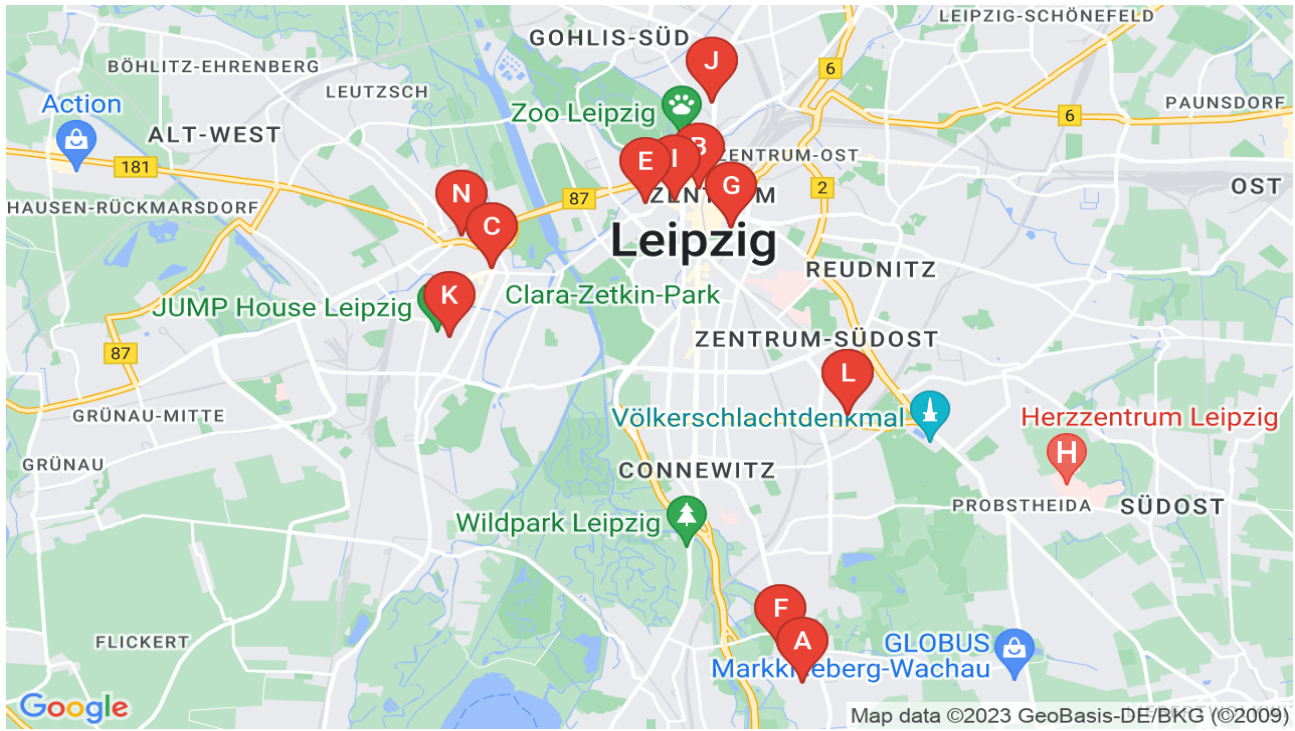 LEIPZIG-SCHÖNEFELD
GOHLIS-SÜD
J
BÖHLITZ-EHRENBERG
6
LEUTZSCH
Action
Zoo Leipzig
PAUNSDORF
6
ALT-WEST
181
E
I
B
ZENTRUM-OST
G
2
OST
N
87
ZENTRUM
HAUSEN-RÜCKMARSDORF
C
Leipzig
REUDNITZ
K
JUMP House Leipzig
Clara-Zetkin-Park
87
ZENTRUM-SÜDOST
L
GRÜNAU-MITTE
Völkerschlachtdenkmal
Herzzentrum Leipzig
H
GRÜNAU
CONNEWITZ
PROBSTHEIDA
SÜDOST
Wildpark Leipzig
F
FLICKERT
A
GLOBUS
Markkleeberg-Wachau
Google
Map data ©2023 GeoBasis-DE/BKG (©2009)